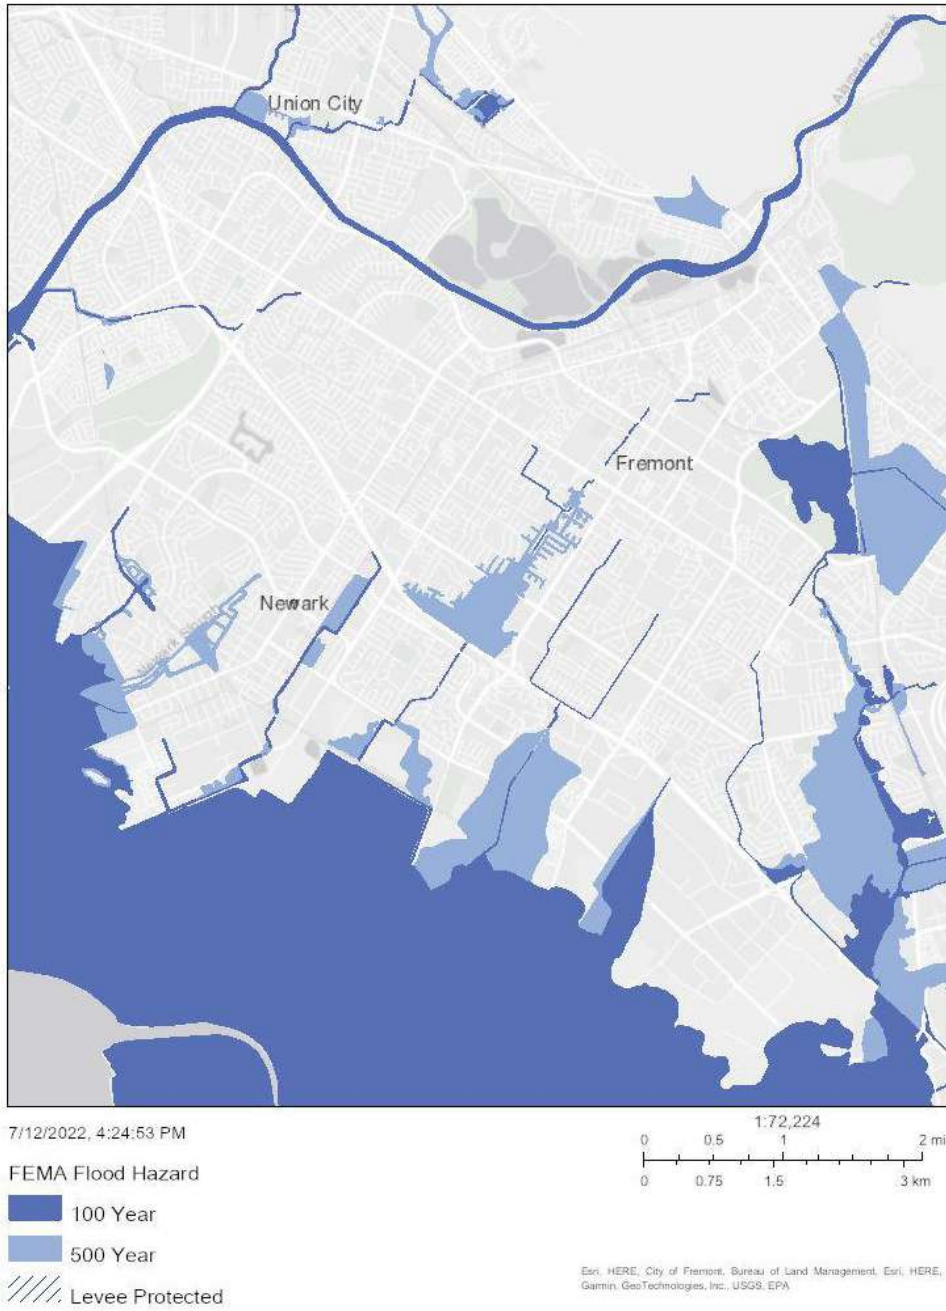 Alameda Creek
Union City
Fremont
Newark
Newark Slough
7/12/2022, 4:24:53 PM
1:72,224
0 0.5 1 2 mi
0 0.75 1.5 3 km
FEMA Flood Hazard
100 Year
500 Year
Levee Protected
Esri, HERE, City of Fremont, Bureau of Land Management, Esri, HERE,
Garmin, GeoTechnologies, Inc., USGS, EPA